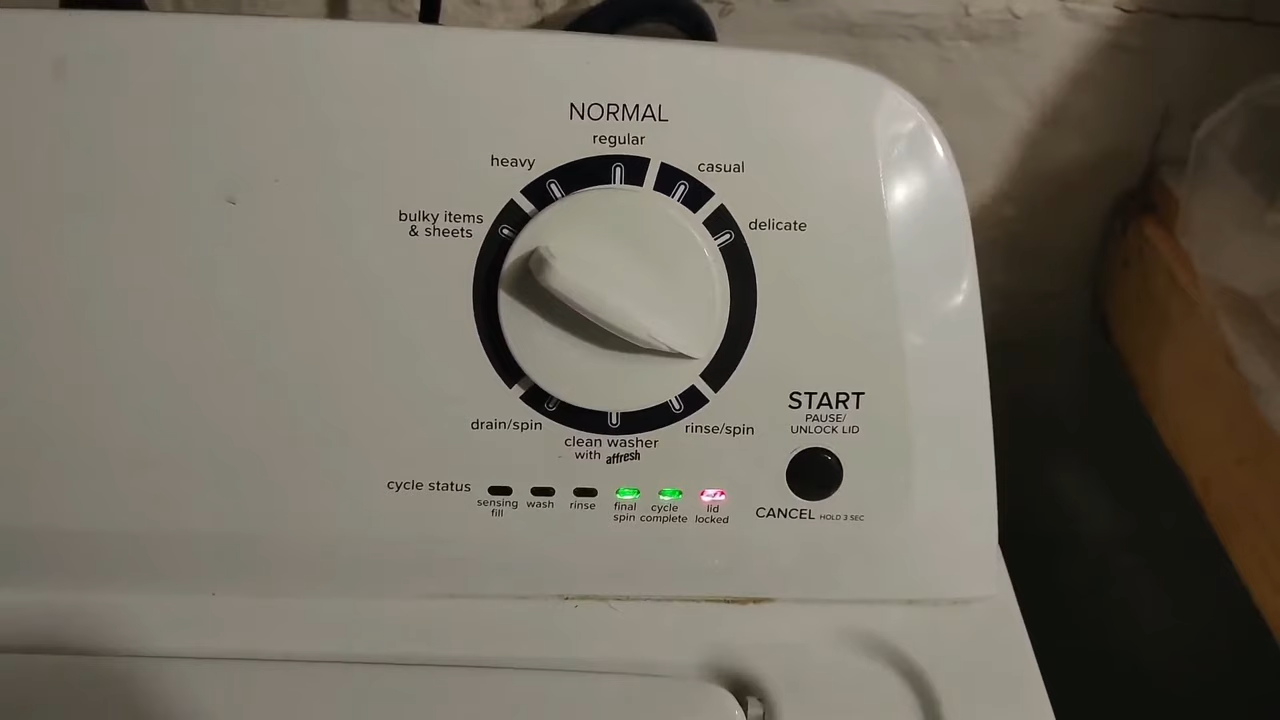 NORMAL
regular
heavy
casual
bulky items
& sheets
delicate
START
PAUSE/
UNLOCK LID
drain/spin
rinse/spin
clean washer
with affresh
cycle status
sensing
fill
wash
rinse
final
spin
cycle
complete
lid
locked
CANCEL HOLD 3 SEC